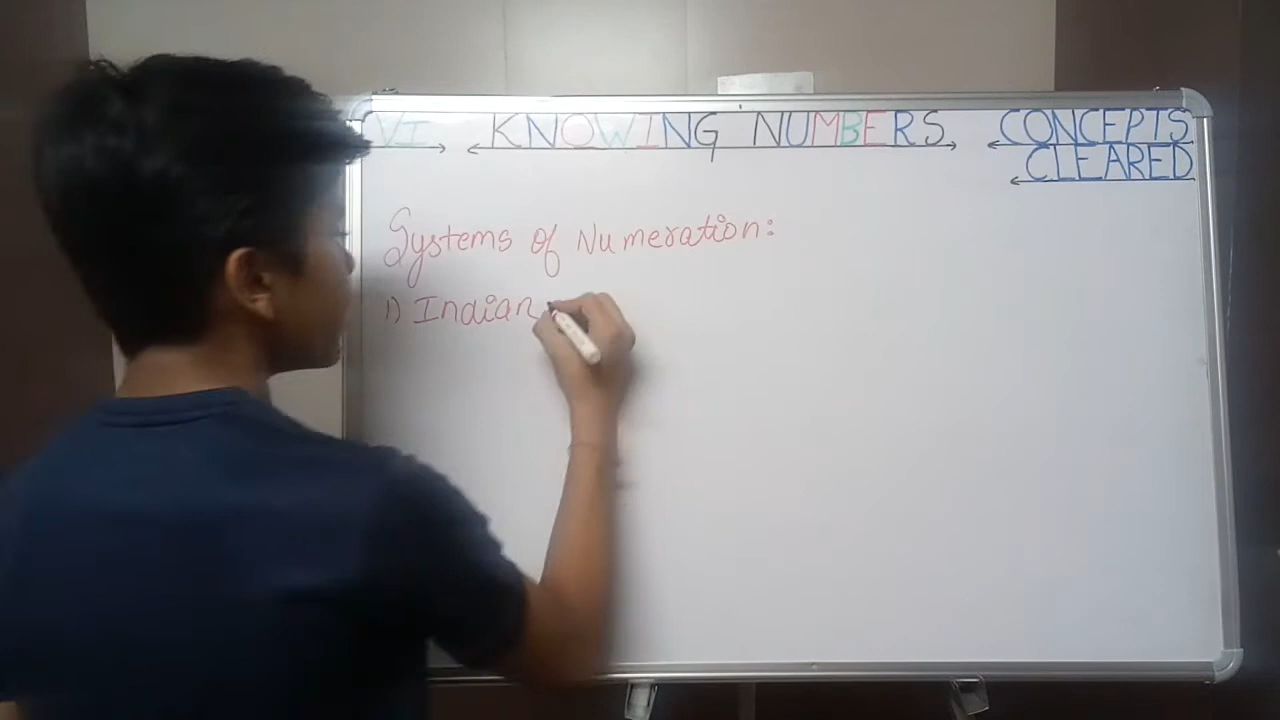 VI KNOWING NUMBERS CONCEPTS
CLEARED
Systems of Numeration:
1) Indian